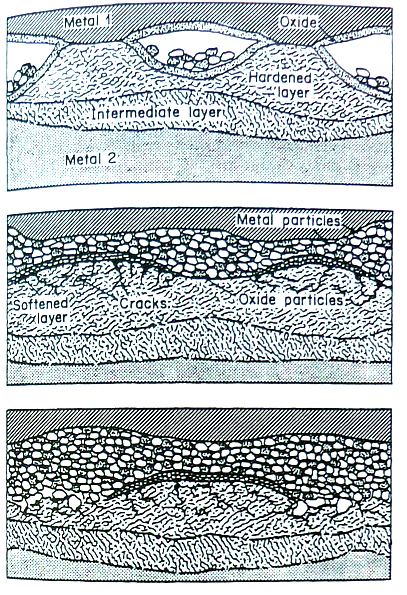 Metal 1
Oxide
Hardened
layer
Intermediate layer
Metal 2
Metal particles
Softened
layer
Cracks
Oxide particles